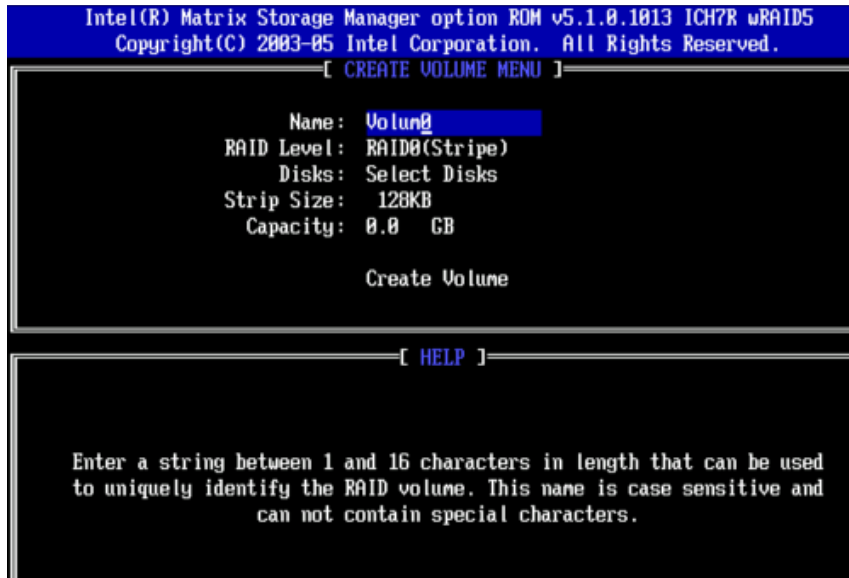 Intel(R) Matrix Storage Manager option ROM v5.1.0.1013 ICH7R wRAID5
Copyright(C) 2003-05 Intel Corporation. All Rights Reserved.
[ CREATE VOLUME MENU ]
Name: Volum0
RAID Level: RAID0(Stripe)
Disks: Select Disks
Strip Size: 128KB
Capacity: 0.0 GB
Create Volume
[ HELP ]
Enter a string between 1 and 16 characters in length that can be used
to uniquely identify the RAID volume. This name is case sensitive and
can not contain special characters.